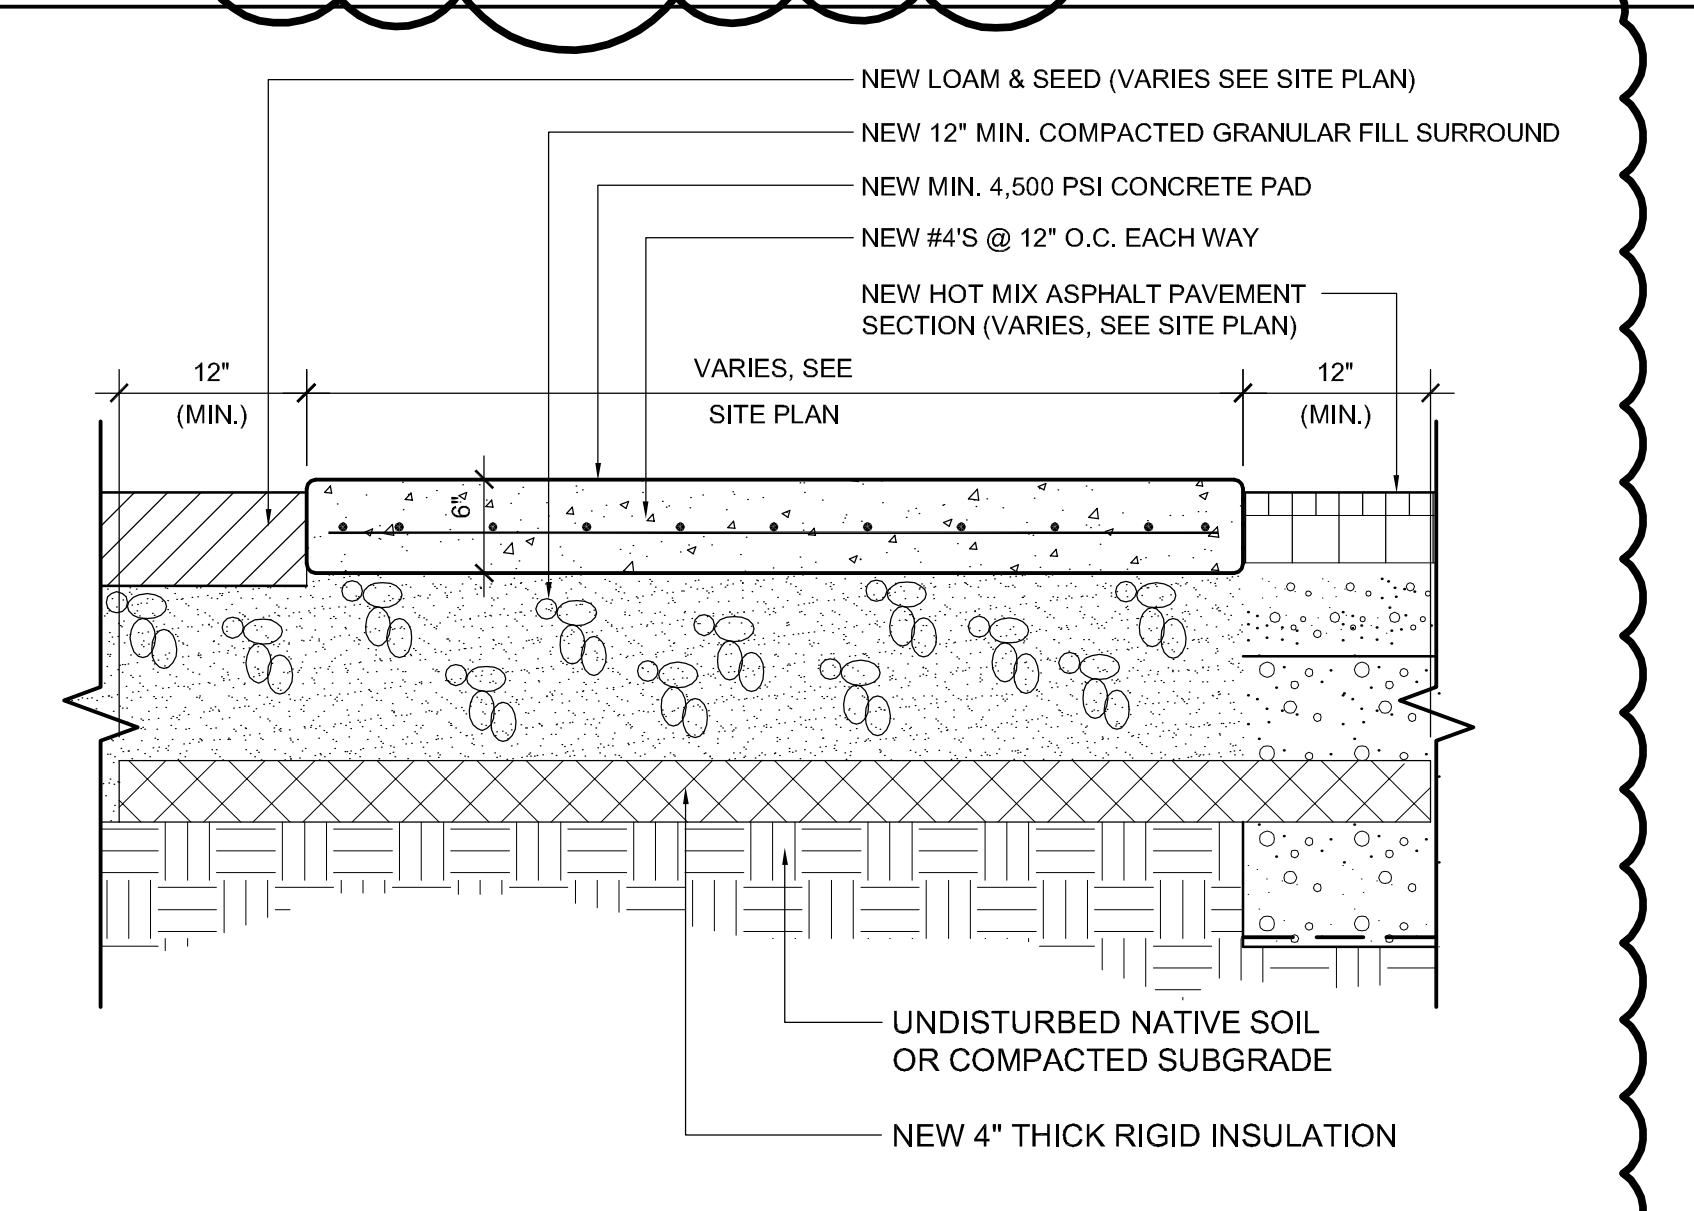 NEW LOAM & SEED (VARIES SEE SITE PLAN)
NEW 12" MIN. COMPACTED GRANULAR FILL SURROUND
NEW MIN. 4,500 PSI CONCRETE PAD
NEW #4'S @ 12" O.C. EACH WAY
NEW HOT MIX ASPHALT PAVEMENT
SECTION (VARIES, SEE SITE PLAN)
12"
(MIN.)
VARIES, SEE
SITE PLAN
12"
(MIN.)
6"
UNDISTURBED NATIVE SOIL
OR COMPACTED SUBGRADE
NEW 4" THICK RIGID INSULATION